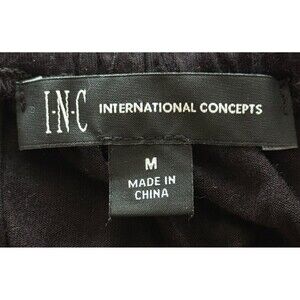 I·N·C INTERNATIONAL CONCEPTS
M
MADE IN
CHINA